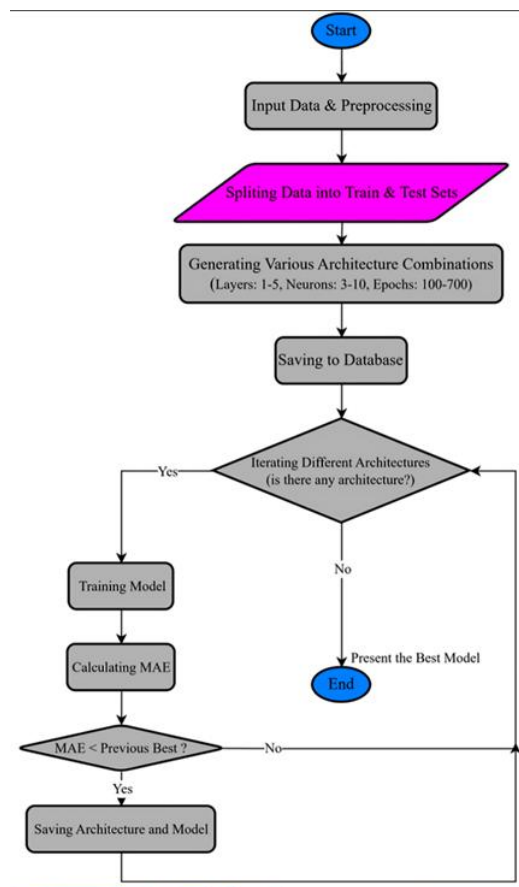 Start
Input Data & Preprocessing
Spliting Data into Train & Test Sets
Generating Various Architecture Combinations
(Layers: 1-5, Neurons: 3-10, Epochs: 100-700)
Saving to Database
Iterating Different Architectures
(is there any architecture?)
Yes
No
Training Model
Calculating MAE
Present the Best Model
End
MAE < Previous Best ?
No
Yes
Saving Architecture and Model